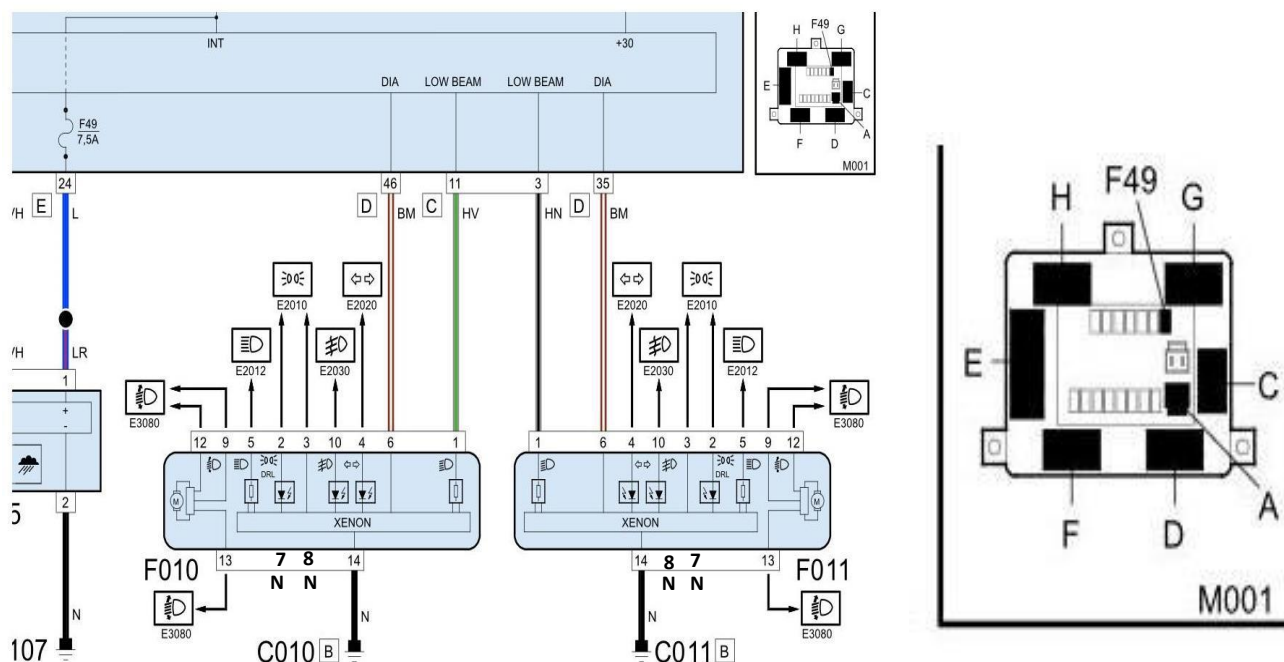 INT +30
DIA LOW BEAM LOW BEAM DIA
F49
7,5A
24 46 11 3 35
E D C D
/H L BM HV HN BM
H F49 G
E C
F D A
M001
E2010 E2020 E2020 E2010
E2012 E2030 E2030 E2012
/H LR
1
E3080 E3080
+
-
12 9 5 2 3 10 4 6 1
1 6 4 10 3 2 5 9 12
DRL DRL
M M
XENON XENON
2
5
13 7 8 14
14 8 7 13
F010 N N
N N F011
E3080 E3080
N N N
107 C010 B C011 B
H F49 G
E C
F D A
M001